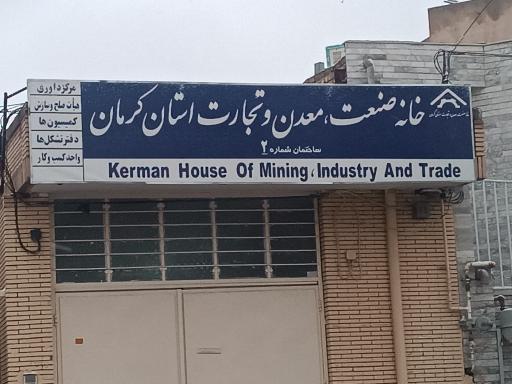 خانه صنعت، معدن و تجارت استان کرمان
ساختمان شماره ۲
Kerman House Of Mining، Industry And Trade
مرکز داوری
هیأت صلح و سازش
کمیسیون ها
دفتر تشکل ها
واحد کسب و کار